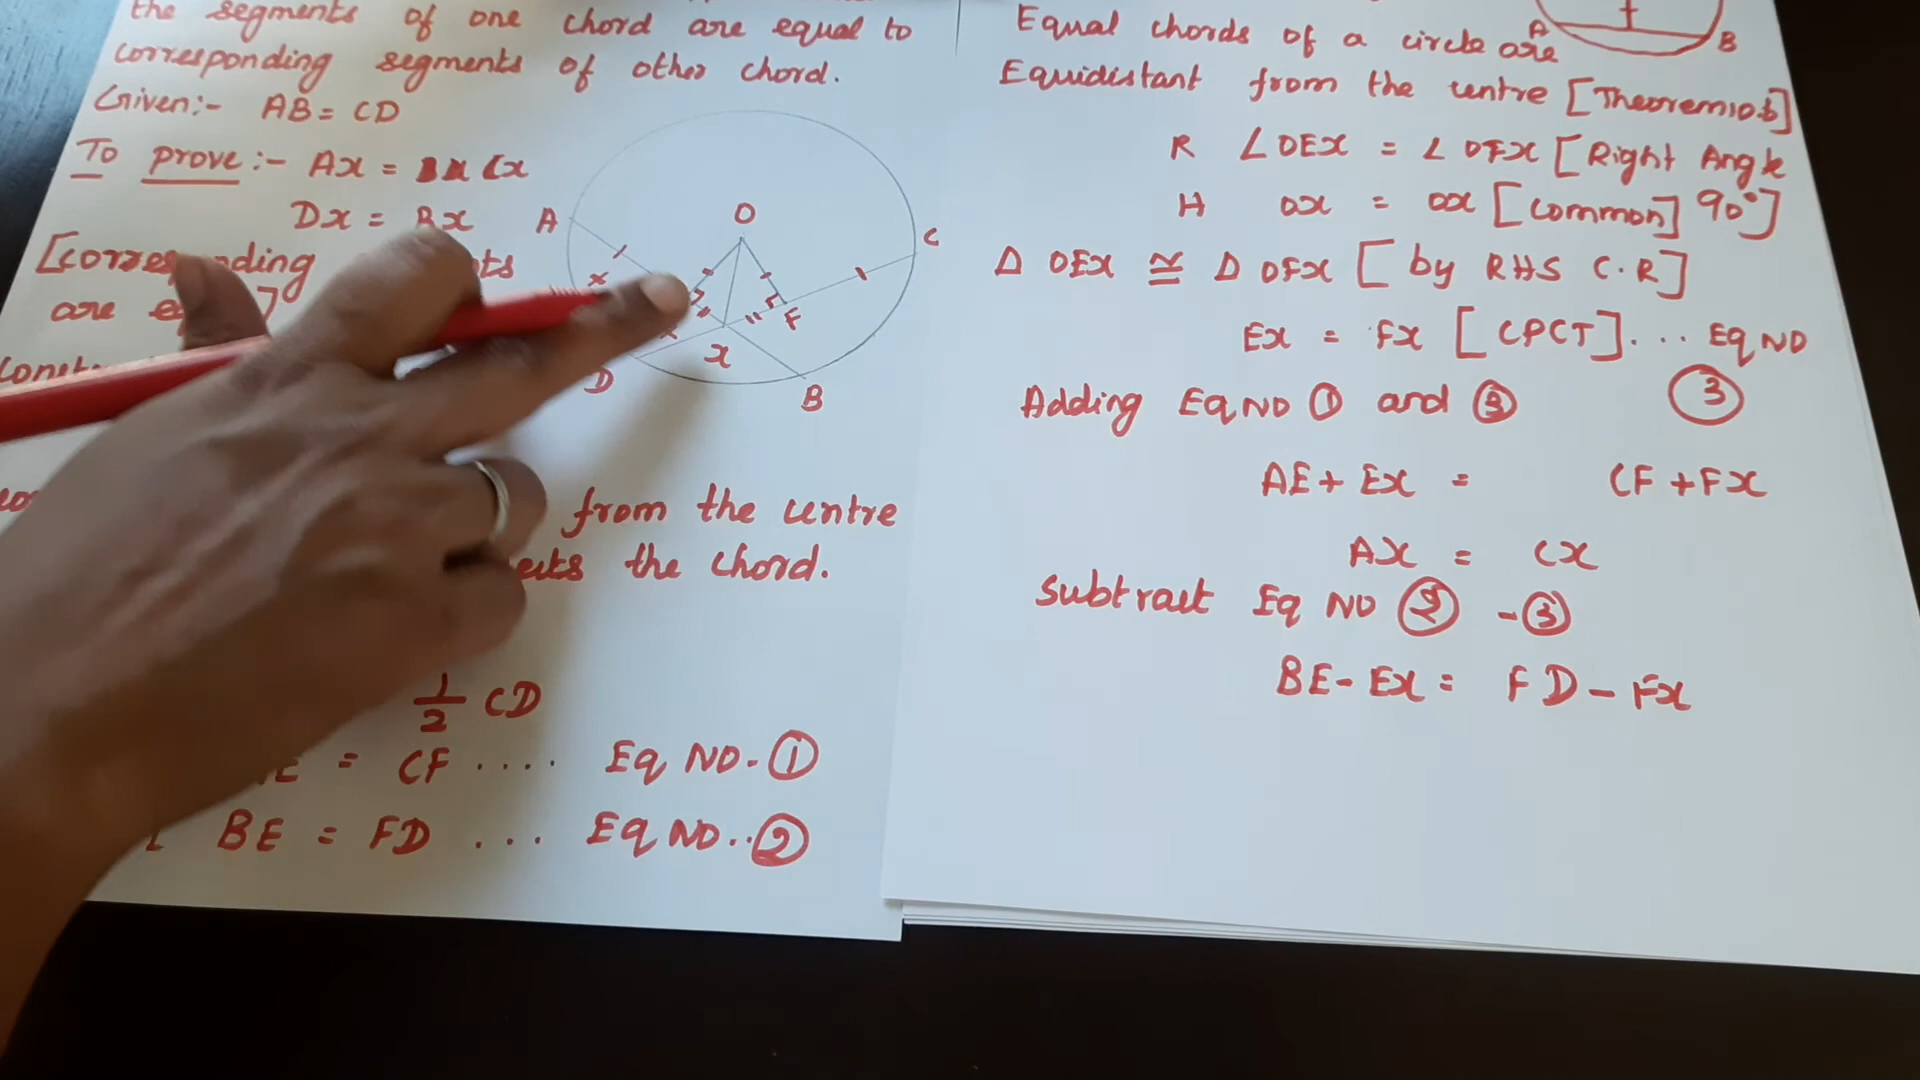 the segments of one chord are equal to
corresponding segments of other chord.
Given:- AB = CD
To prove:- Ax = Cx
Dx = Bx
are
O
A
C
x
F
D
B
from the centre
the chord.
1/2 CD
= CF .... Eq NO-①
BE = FD ... Eq NO..②
A
B
Equal chords of a circle are
Equidistant from the centre [Theorem10.6]
R ∠OEX = ∠OFX [Right Angle
H OX = OX [Common] 90°]
Δ OEX ≅ Δ OFX [by RHS C.R]
EX = FX [CPCT].... Eq NO
③
Adding EQ NO ① and ③
AE + EX = CF + FX
AX = CX
Subtract Eq NO ② - ③
BE - EX = FD - FX